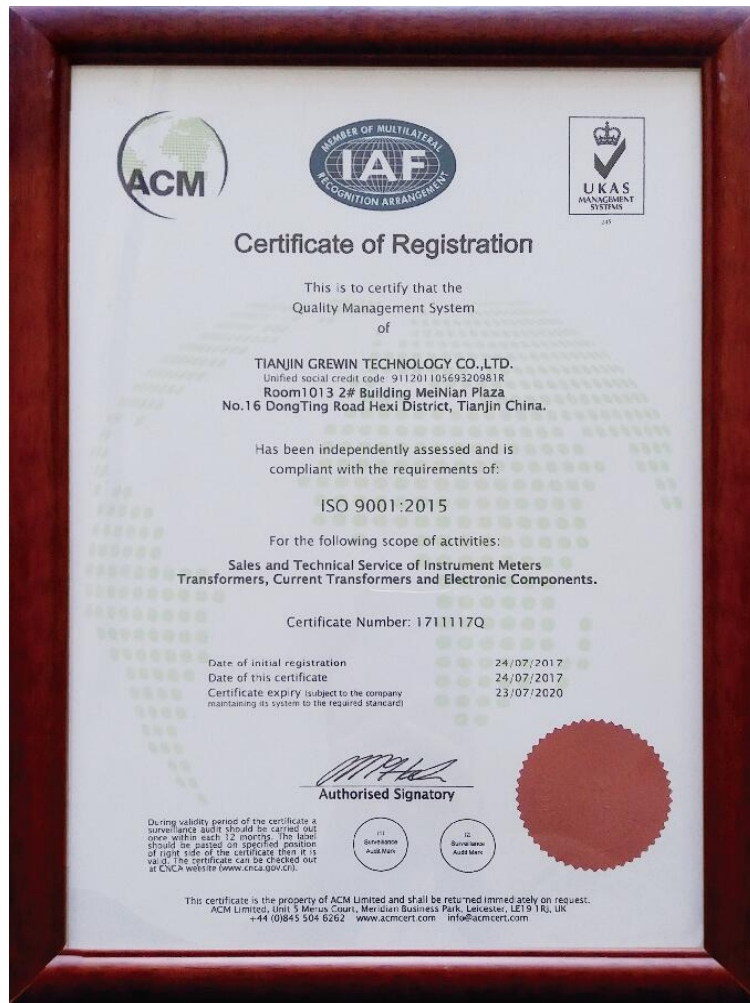 ACM
MEMBER OF MULTILATERAL
IAF
RECOGNITION ARRANGEMENT
UKAS
MANAGEMENT
SYSTEMS
Certificate of Registration
This is to certify that the
Quality Management System
of
TIANJIN GREWIN TECHNOLOGY CO.,LTD.
Unified social credit code 91120110569320981R
Room1013 2# Building MeiNian Plaza
No.16 DongTing Road Hexi District, Tianjin China.
Has been independently assessed and is
compliant with the requirements of:
ISO 9001:2015
For the following scope of activities:
Sales and Technical Service of Instrument Meters
Transformers, Current Transformers and Electronic Components.
Certificate Number: 1711117Q
Date of initial registration 24/07/2017
Date of this certificate 24/07/2017
Certificate expiry (subject to the company 23/07/2020
maintaining its system to the required standard)
Authorised Signatory
During validity period of the certificate a
surveillance audit should be carried out
once within each 12 months. The label
should be pasted on specified position
of right side of the certificate then it is
valid. The certificate can be checked out
at CNCA website (www.cnca.gov.cn).
(1)
Surveillance
Audit Mark
(2)
Surveillance
Audit Mark
This certificate is the property of ACM Limited and shall be returned immediately on request.
ACM Limited, Unit 5 Merus Court, Meridian Business Park, Leicester, LE19 1RJ, UK
+44 (0)845 504 6262 www.acmcert.com info@acmcert.com